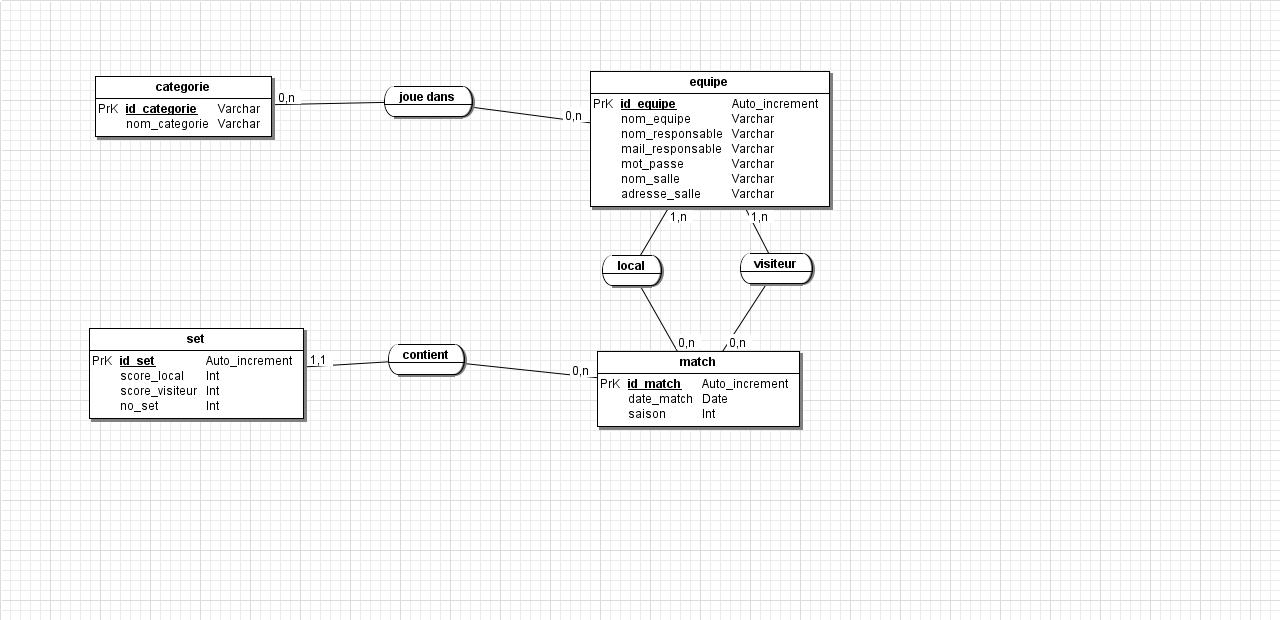 categorie
PrK id_categorie Varchar
nom_categorie Varchar
0,n
joue dans
0,n
equipe
PrK id_equipe Auto_increment
nom_equipe Varchar
nom_responsable Varchar
mail_responsable Varchar
mot_passe Varchar
nom_salle Varchar
adresse_salle Varchar
1,n
1,n
local
visiteur
0,n
0,n
set
PrK id_set Auto_increment
score_local Int
score_visiteur Int
no_set Int
1,1
contient
0,n
match
PrK id_match Auto_increment
date_match Date
saison Int